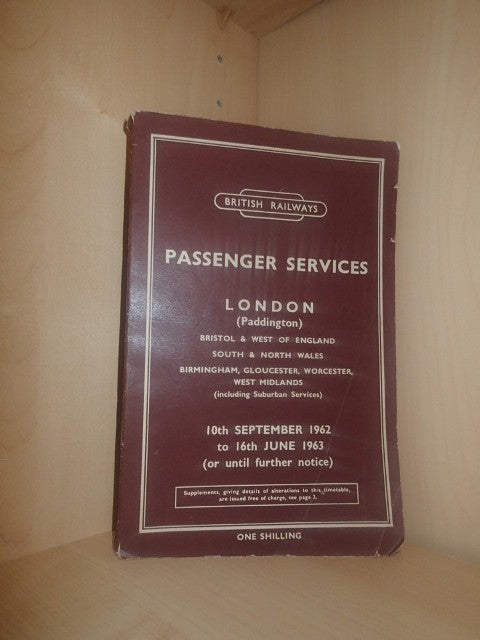 BRITISH RAILWAYS
PASSENGER SERVICES
LONDON
(Paddington)
BRISTOL & WEST OF ENGLAND
SOUTH & NORTH WALES
BIRMINGHAM, GLOUCESTER, WORCESTER,
WEST MIDLANDS
(including Suburban Services)
10th SEPTEMBER 1962
to 16th JUNE 1963
(or until further notice)
Supplements, giving details of alterations to this timetable,
are issued free of charge, see page 2.
ONE SHILLING